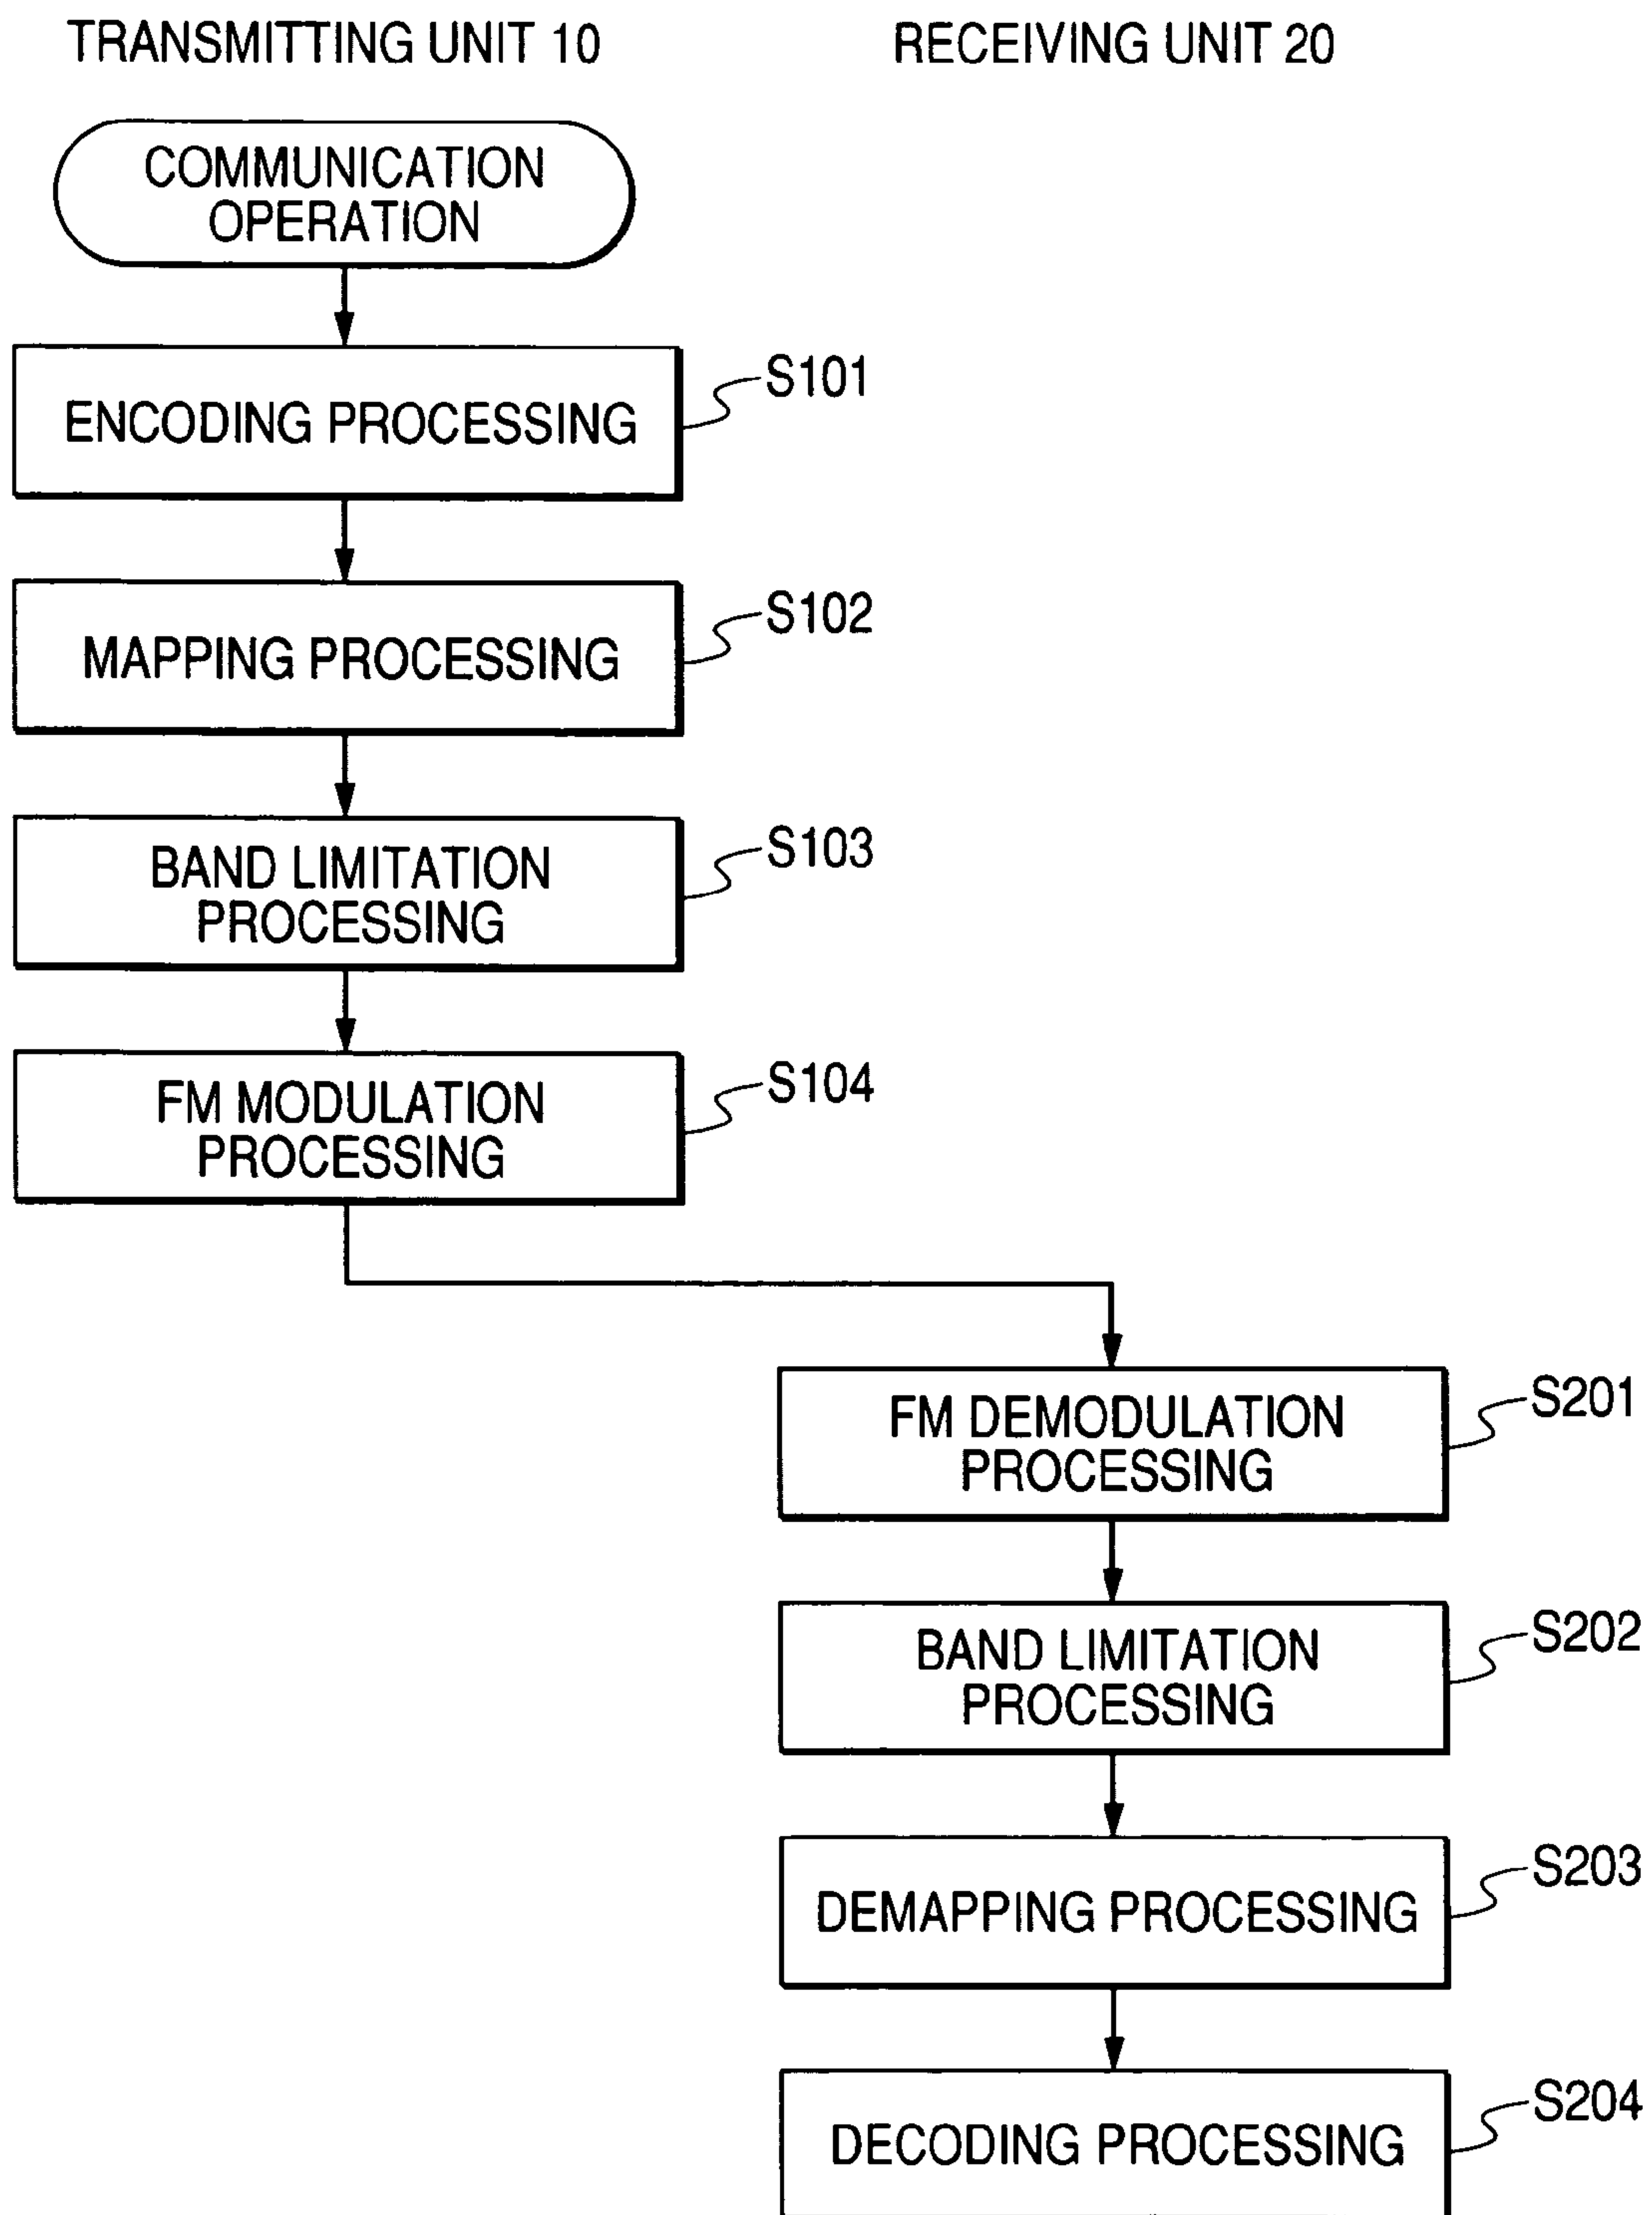 TRANSMITTING UNIT 10
RECEIVING UNIT 20
COMMUNICATION
OPERATION
ENCODING PROCESSING
S101
MAPPING PROCESSING
S102
BAND LIMITATION
PROCESSING
S103
FM MODULATION
PROCESSING
S104
FM DEMODULATION
PROCESSING
S201
BAND LIMITATION
PROCESSING
S202
DEMAPPING PROCESSING
S203
DECODING PROCESSING
S204